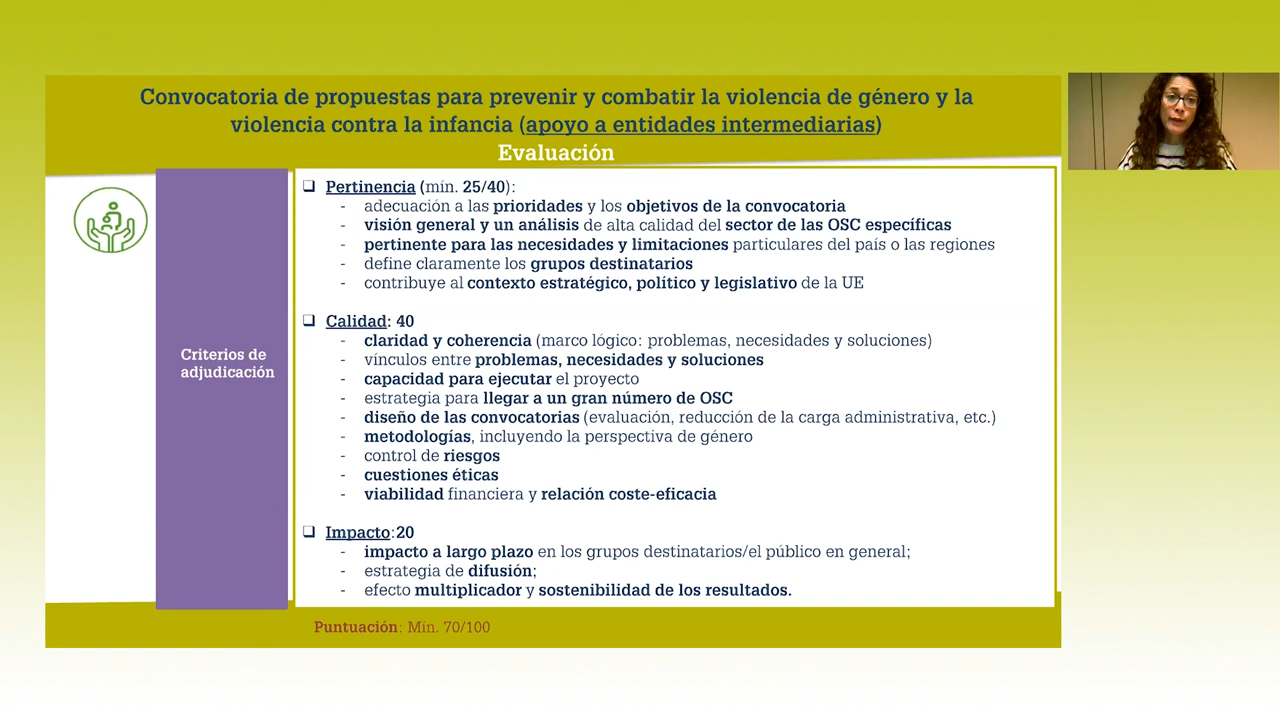 Convocatoria de propuestas para prevenir y combatir la violencia de género y la
violencia contra la infancia (apoyo a entidades intermediarias)
Evaluación
Criterios de
adjudicación
❑ Pertinencia (mín. 25/40):
- adecuación a las prioridades y los objetivos de la convocatoria
- visión general y un análisis de alta calidad del sector de las OSC específicas
- pertinente para las necesidades y limitaciones particulares del país o las regiones
- define claramente los grupos destinatarios
- contribuye al contexto estratégico, político y legislativo de la UE
❑ Calidad: 40
- claridad y coherencia (marco lógico: problemas, necesidades y soluciones)
- vínculos entre problemas, necesidades y soluciones
- capacidad para ejecutar el proyecto
- estrategia para llegar a un gran número de OSC
- diseño de las convocatorias (evaluación, reducción de la carga administrativa, etc.)
- metodologías, incluyendo la perspectiva de género
- control de riesgos
- cuestiones éticas
- viabilidad financiera y relación coste-eficacia
❑ Impacto:20
- impacto a largo plazo en los grupos destinatarios/el público en general;
- estrategia de difusión;
- efecto multiplicador y sostenibilidad de los resultados.
Puntuación: Mín. 70/100